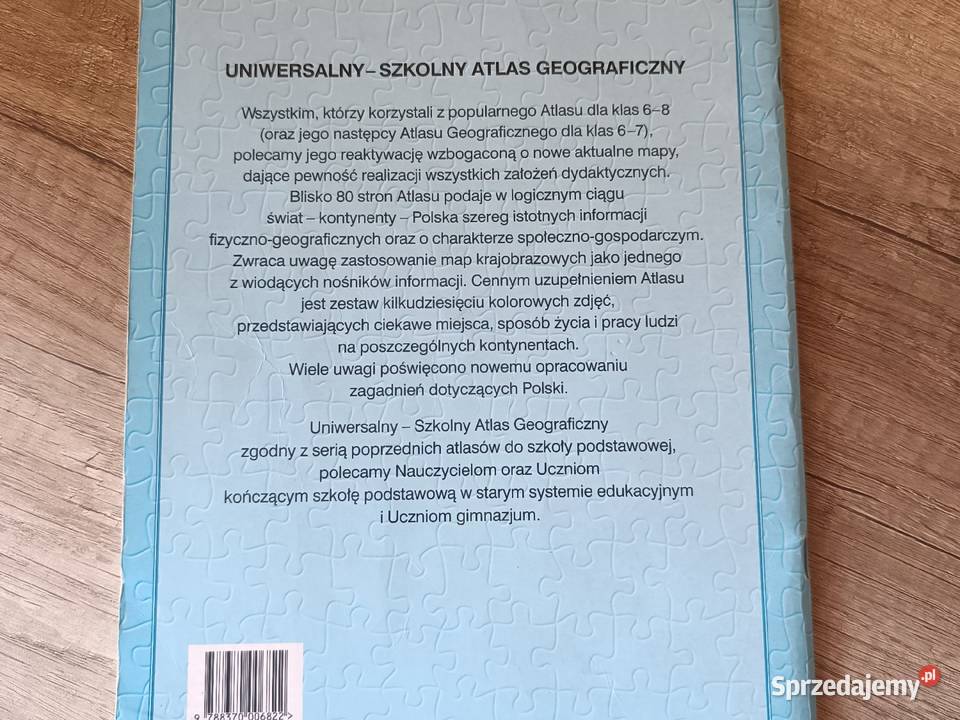 UNIWERSALNY – SZKOLNY ATLAS GEOGRAFICZNY
Wszystkim, którzy korzystali z popularnego Atlasu dla klas 6–8
(oraz jego następcy Atlasu Geograficznego dla klas 6–7),
polecamy jego reaktywację wzbogaconą o nowe aktualne mapy,
dające pewność realizacji wszystkich założeń dydaktycznych.
Blisko 80 stron Atlasu podaje w logicznym ciągu
świat – kontynenty – Polska szereg istotnych informacji
fizyczno-geograficznych oraz o charakterze społeczno-gospodarczym.
Zwraca uwagę zastosowanie map krajobrazowych jako jednego
z wiodących nośników informacji. Cennym uzupełnieniem Atlasu
jest zestaw kilkudziesięciu kolorowych zdjęć,
przedstawiających ciekawe miejsca, sposób życia i pracy ludzi
na poszczególnych kontynentach.
Wiele uwagi poświęcono nowemu opracowaniu
zagadnień dotyczących Polski.
Uniwersalny – Szkolny Atlas Geograficzny
zgodny z serią poprzednich atlasów do szkoły podstawowej,
polecamy Nauczycielom oraz Uczniom
kończącym szkołę podstawową w starym systemie edukacyjnym
i Uczniom gimnazjum.
9 788370 006822 >
Sprzedajemy.pl